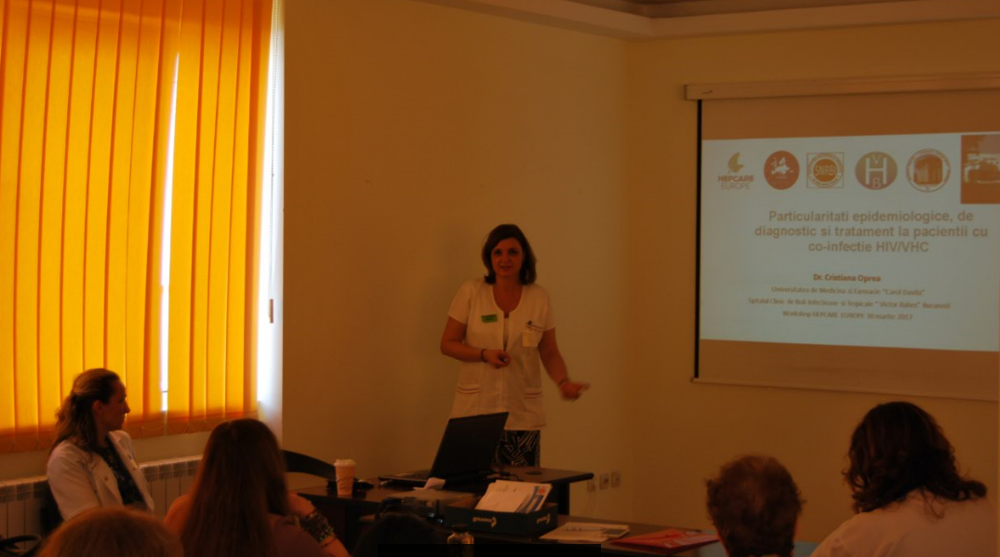 HEPCARE
EUROPE
Particularitati epidemiologice, de
diagnostic si tratament la pacientii cu
co-infectie HIV/VHC
Dr. Cristiana Oprea
Universitatea de Medicina si Farmacie "Carol Davila"
Spitalul Clinic de Boli Infectioase si Tropicale " Victor Babes" Bucuresti
Workshop HEPCARE EUROPE 30 martie 2017